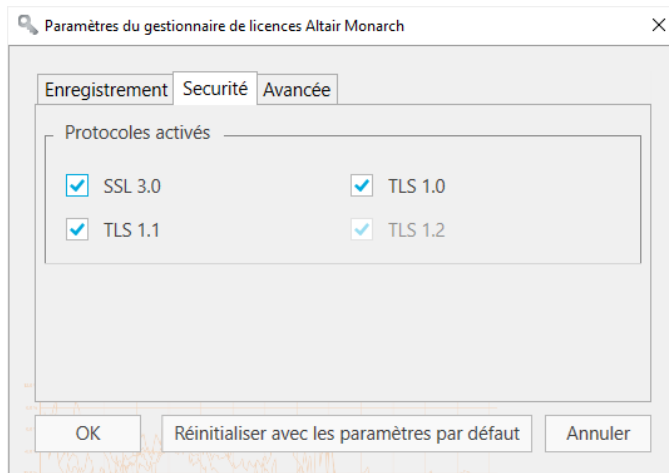 Paramètres du gestionnaire de licences Altair Monarch
Enregistrement Securité Avancée
Protocoles activés
SSL 3.0 TLS 1.0
TLS 1.1 TLS 1.2
OK Réinitialiser avec les paramètres par défaut Annuler